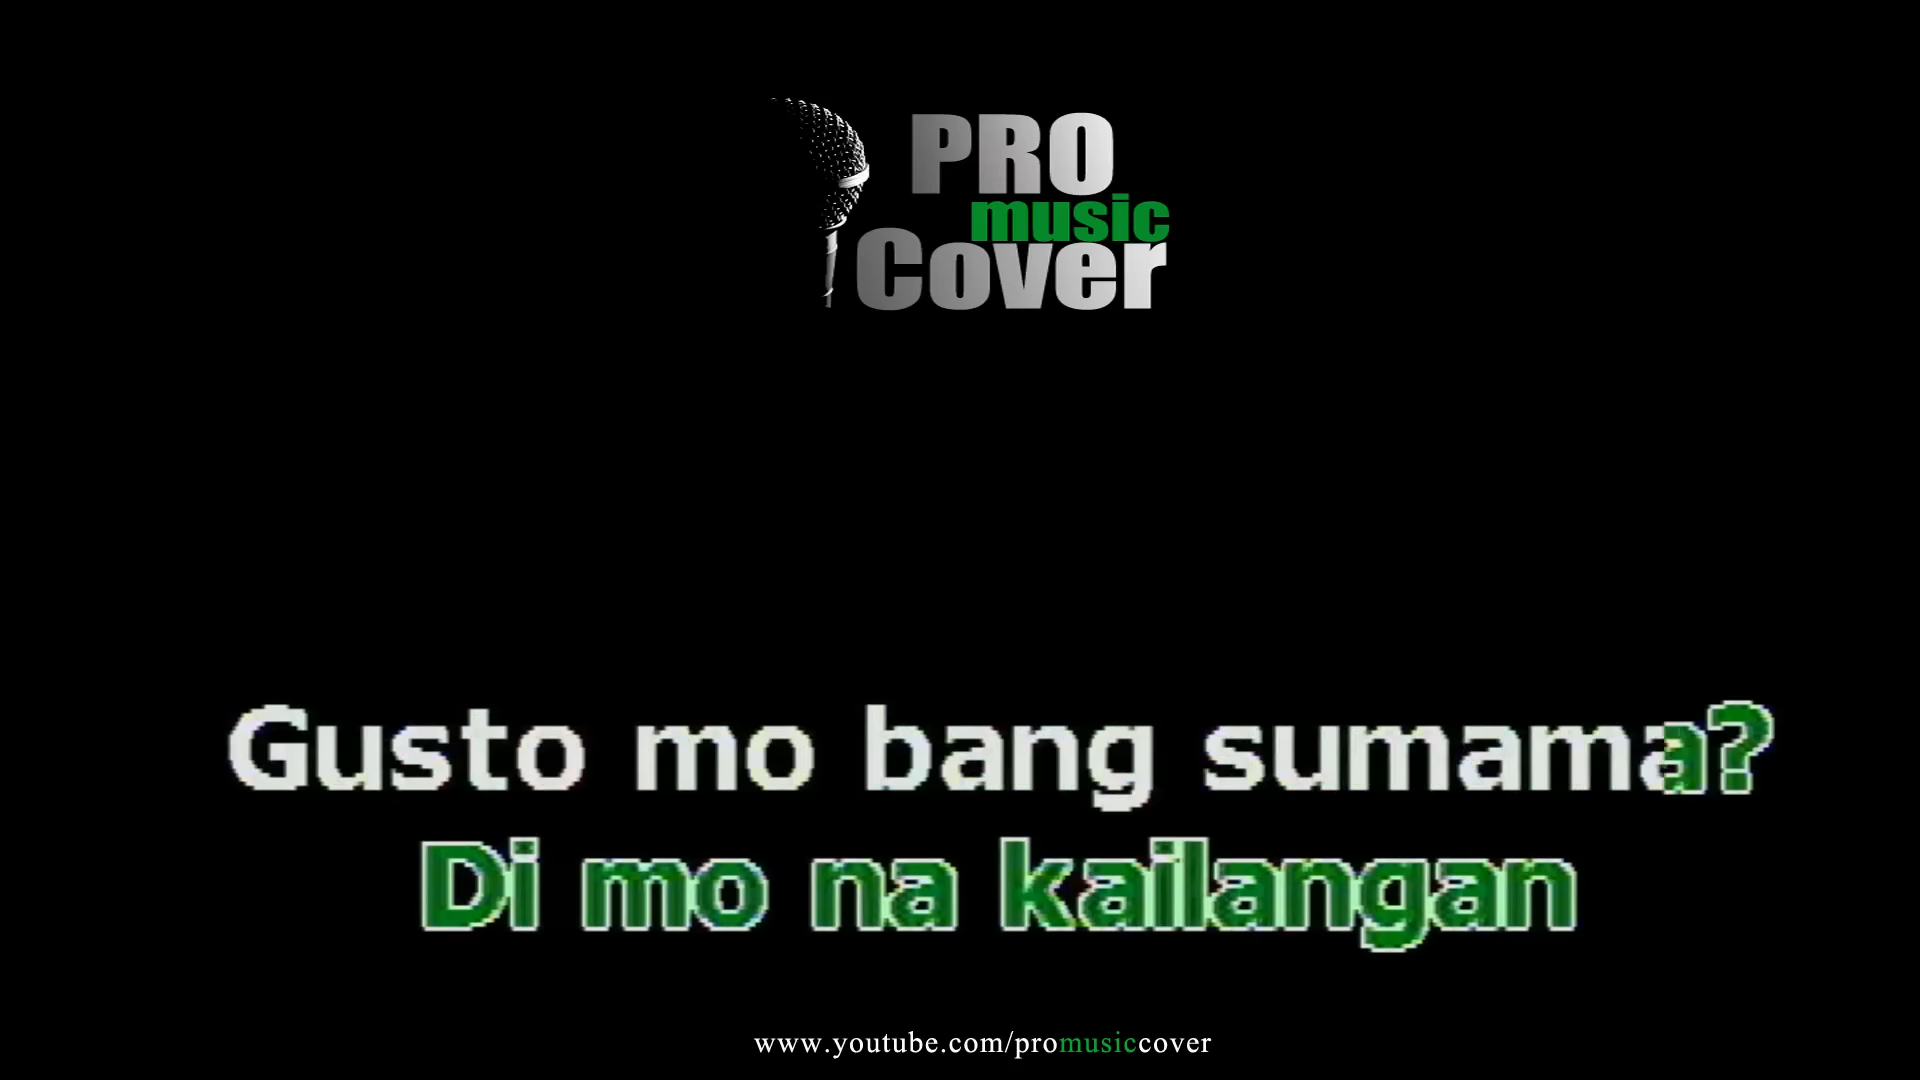 PRO
music
Cover
Gusto mo bang sumama?
Di mo na kailangan
www.youtube.com/promusiccover